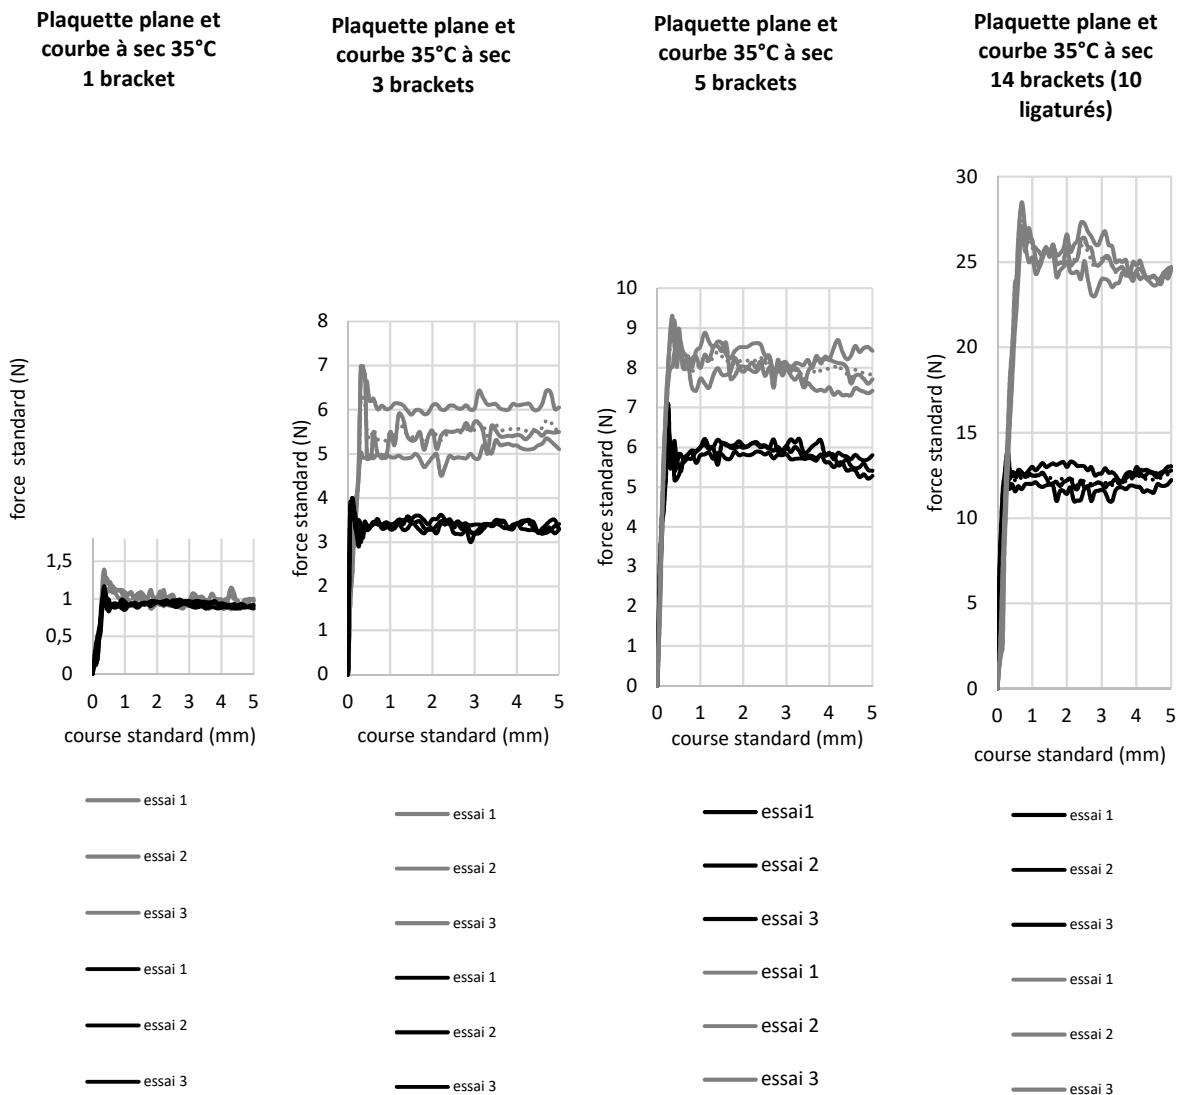 Plaquette plane et
courbe à sec 35°C
1 bracket
Plaquette plane et
courbe 35°C à sec
3 brackets
Plaquette plane et
courbe 35°C à sec
5 brackets
Plaquette plane et
courbe 35°C à sec
14 brackets (10
ligaturés)
force standard (N)
1,5
1
0,5
0
0 1 2 3 4 5
course standard (mm)
essai 1
essai 2
essai 3
essai 1
essai 2
essai 3
force standard (N)
8
7
6
5
4
3
2
1
0
0 1 2 3 4 5
course standard (mm)
essai 1
essai 2
essai 3
essai 1
essai 2
essai 3
force standard (N)
10
9
8
7
6
5
4
3
2
1
0
0 1 2 3 4 5
course standard (mm)
essai1
essai 2
essai 3
essai 1
essai 2
essai 3
force standard (N)
30
25
20
15
10
5
0
0 1 2 3 4 5
course standard (mm)
essai 1
essai 2
essai 3
essai 1
essai 2
essai 3